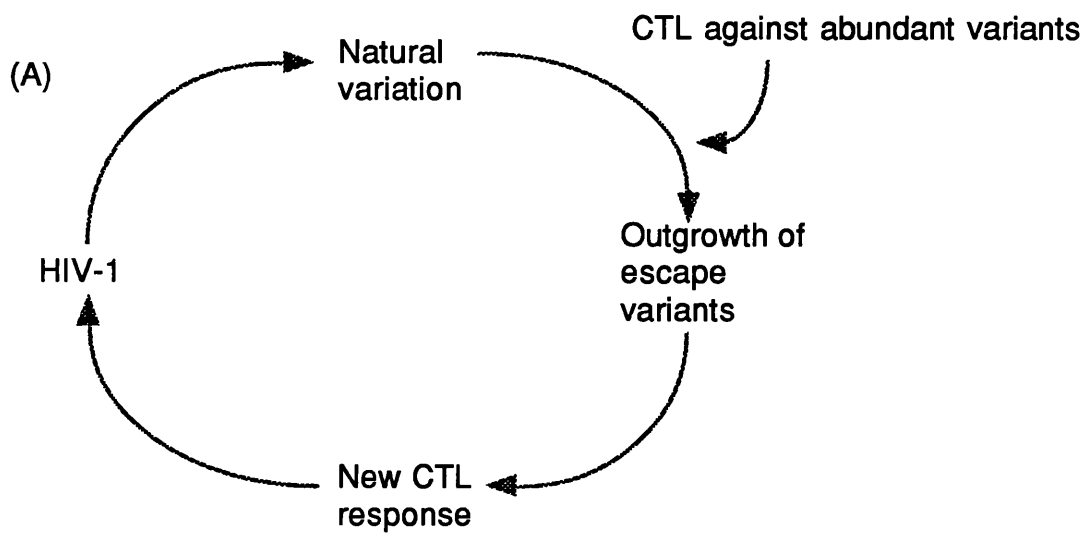 (A)
Natural
variation
CTL against abundant variants
Outgrowth of
escape
variants
HIV-1
New CTL
response